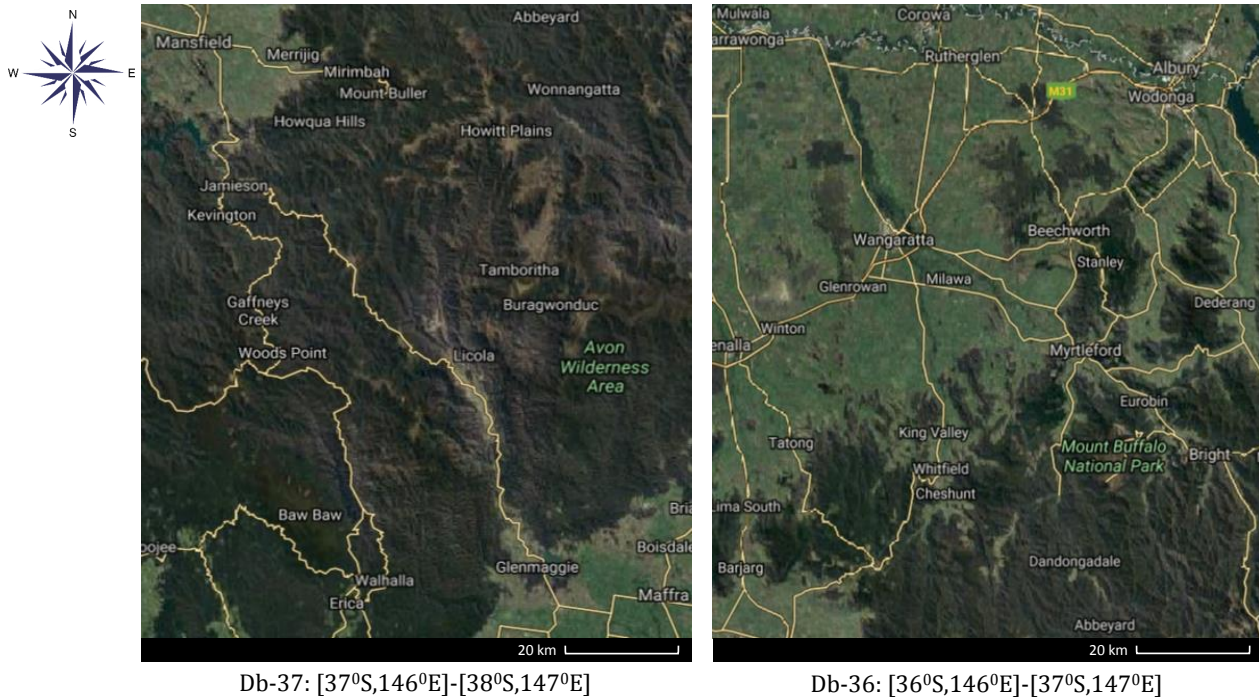 N
W E
S
Abbeyard
Mansfield
Merrijig
Mirimbah
Mount Buller
Wonnangatta
Howqua Hills
Howitt Plains
Jamieson
Kevington
Tamboritha
Gaffneys
Creek
Buragwonduc
Woods Point
Licola
Avon
Wilderness
Area
Baw Baw
Bria
oojee
Boisdale
Glenmaggie
Walhalla
Maffra
Erica
20 km
Db-37: [37⁰S,146⁰E]-[38⁰S,147⁰E]
Mulwala
Corowa
arrawonga
Rutherglen
Albury
M31
Wodonga
Beechworth
Wangaratta
Stanley
Milawa
Glenrowan
Dederang
Winton
enalla
Myrtleford
Eurobin
King Valley
Tatong
Mount Buffalo
National Park
Bright
Whitfield
Cheshunt
Lima South
Dandongadale
Barjarg
Abbeyard
20 km
Db-36: [36⁰S,146⁰E]-[37⁰S,147⁰E]